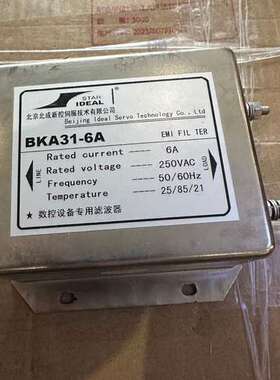 STAR
IDEAL
北京北成新控伺服技术有限公司
Beijing Ideal Servo Technology Co., Ltd
BKA31-6A
EMI FIL TER
Rated current 6A
Rated voltage 250VAC
Frequency 50/60Hz
Temperature 25/85/21
LINE
LOAD
★ 数控设备专用滤波器